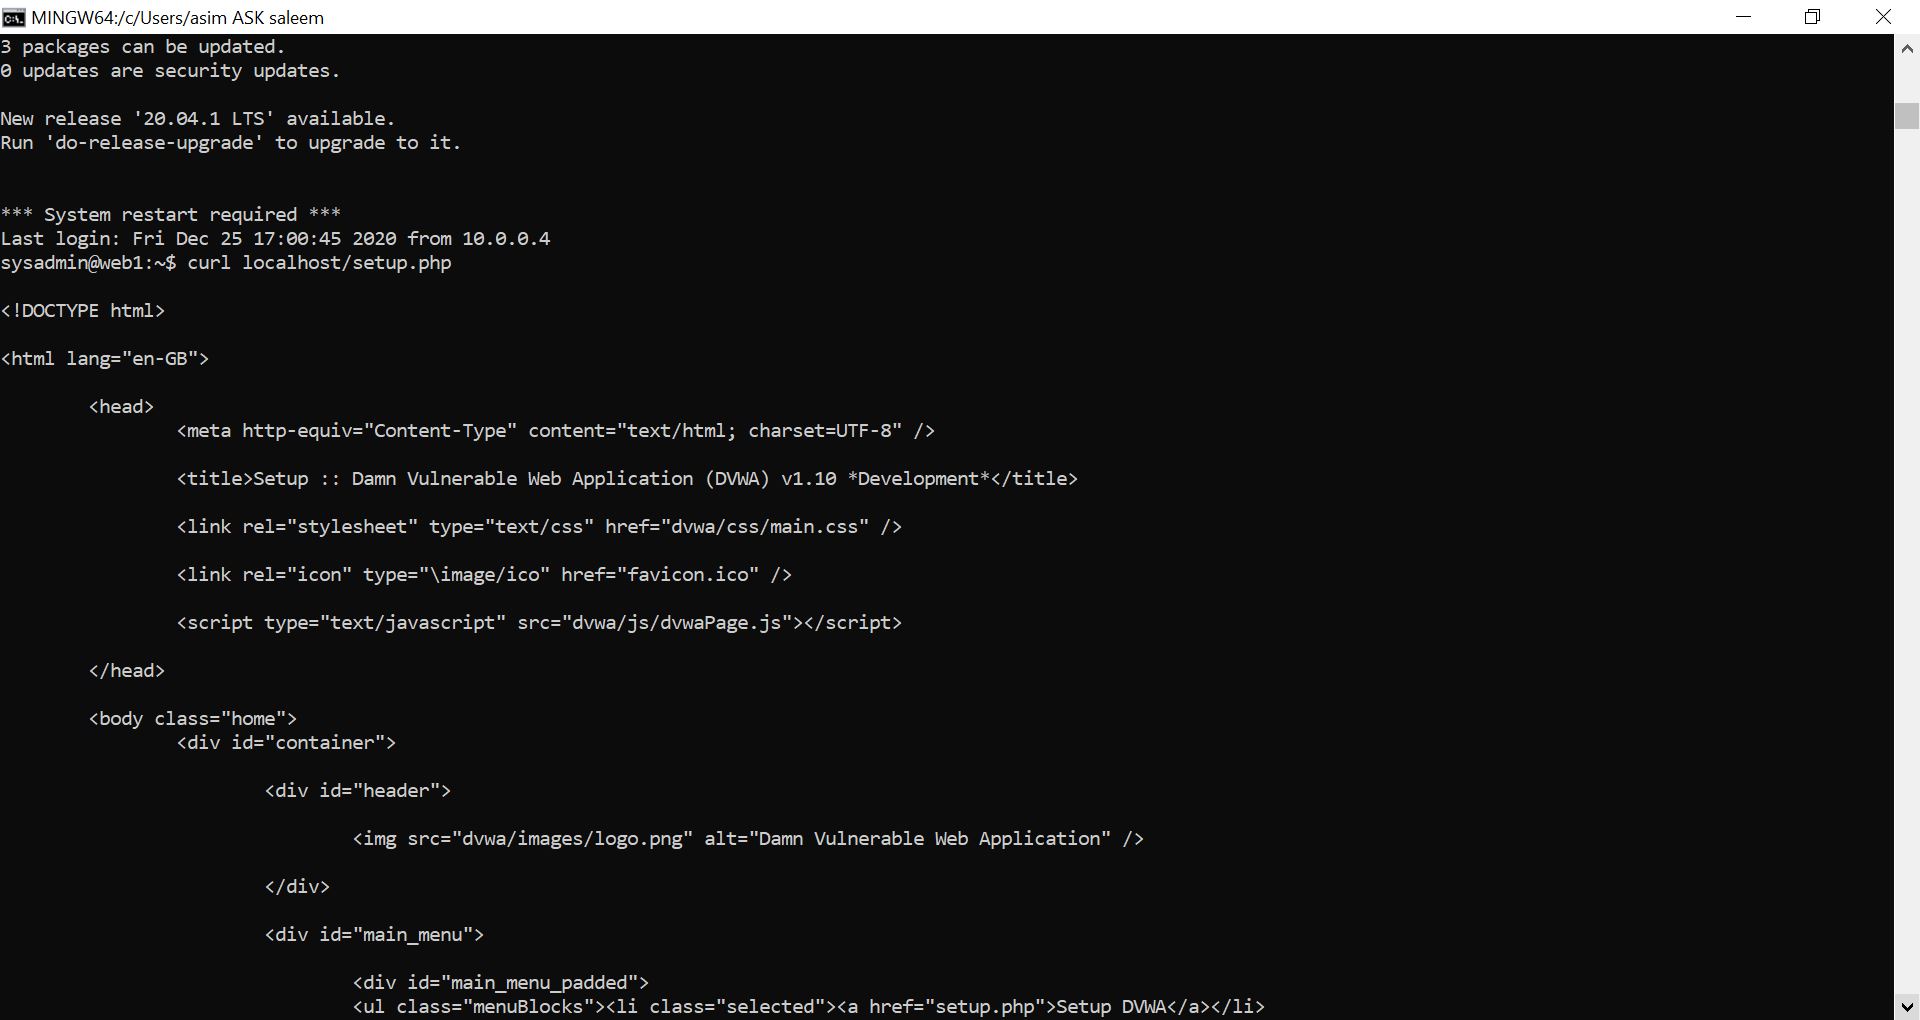 MINGW64:/c/Users/asim ASK saleem
3 packages can be updated.
0 updates are security updates.
New release '20.04.1 LTS' available.
Run 'do-release-upgrade' to upgrade to it.
*** System restart required ***
Last login: Fri Dec 25 17:00:45 2020 from 10.0.0.4
sysadmin@web1:~$ curl localhost/setup.php
<!DOCTYPE html>
<html lang="en-GB">
<head>
<meta http-equiv="Content-Type" content="text/html; charset=UTF-8" />
<title>Setup :: Damn Vulnerable Web Application (DVWA) v1.10 *Development*</title>
<link rel="stylesheet" type="text/css" href="dvwa/css/main.css" />
<link rel="icon" type="\image/ico" href="favicon.ico" />
<script type="text/javascript" src="dvwa/js/dvwaPage.js"></script>
</head>
<body class="home">
<div id="container">
<div id="header">
<img src="dvwa/images/logo.png" alt="Damn Vulnerable Web Application" />
</div>
<div id="main_menu">
<div id="main_menu_padded">
<ul class="menuBlocks"><li class="selected"><a href="setup.php">Setup DVWA</a></li>